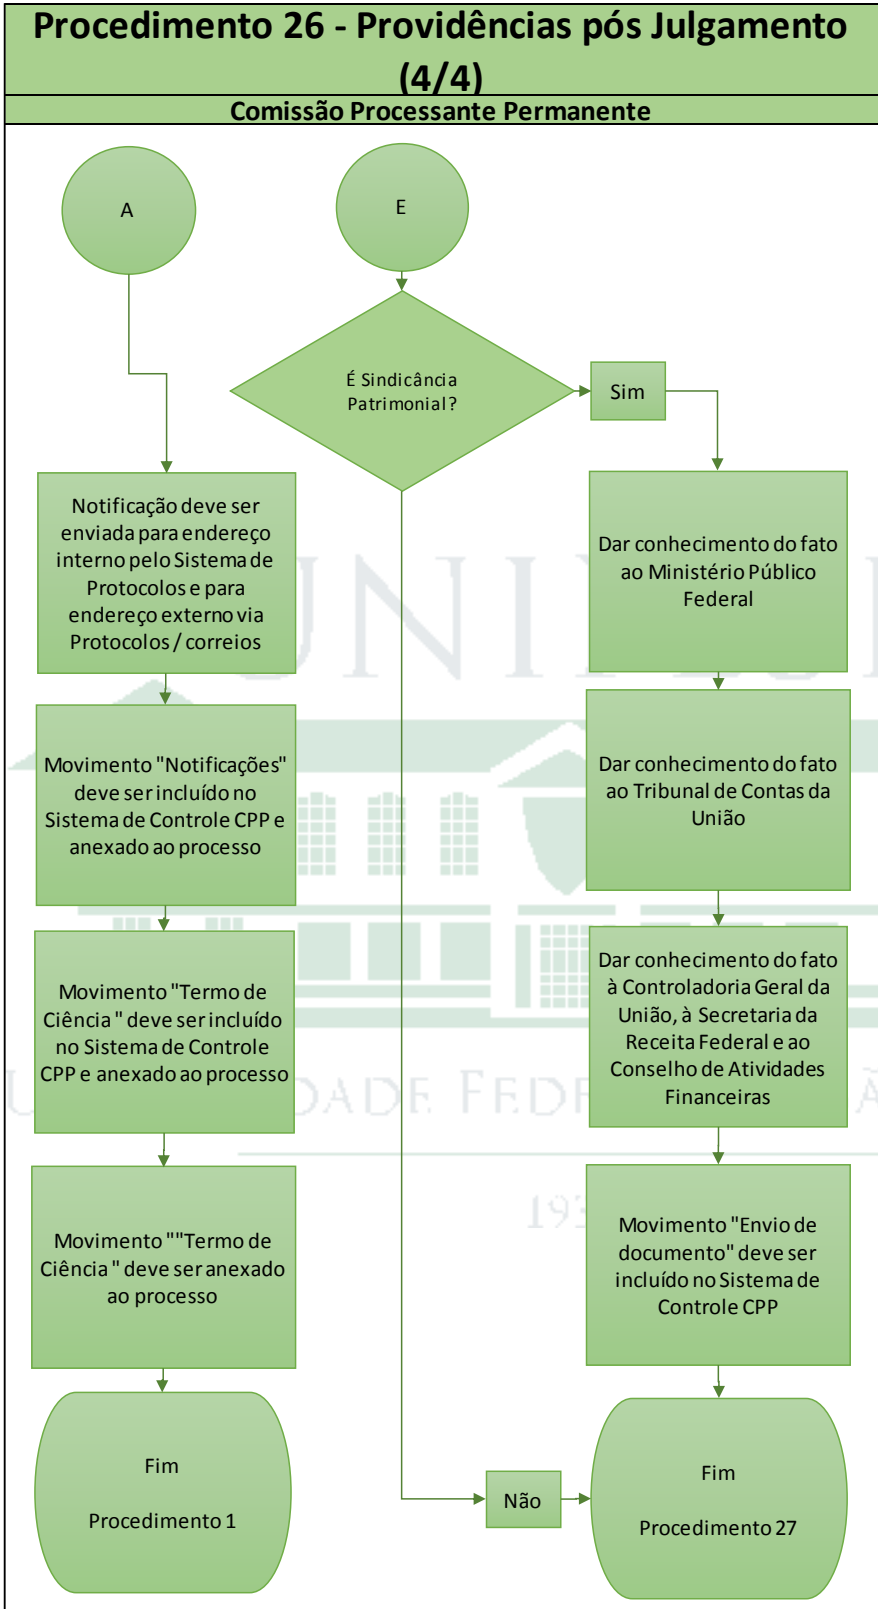 Procedimento 26 - Providências pós Julgamento
(4/4)
Comissão Processante Permanente
A
Notificação deve ser
enviada para endereço
interno pelo Sistema de
Protocolos e para
endereço externo via
Protocolos / correios
Movimento "Notificações"
deve ser incluído no
Sistema de Controle CPP e
anexado ao processo
Movimento "Termo de
Ciência " deve ser incluído
no Sistema de Controle
CPP e anexado ao processo
Movimento ""Termo de
Ciência " deve ser anexado
ao processo
Fim
Procedimento 1
E
É Sindicância
Patrimonial?
Sim
Dar conhecimento do fato
ao Ministério Público
Federal
Dar conhecimento do fato
ao Tribunal de Contas da
União
Dar conhecimento do fato
à Controladoria Geral da
União, à Secretaria da
Receita Federal e ao
Conselho de Atividades
Financeiras
Movimento "Envio de
documento" deve ser
incluído no Sistema de
Controle CPP
Não
Fim
Procedimento 27